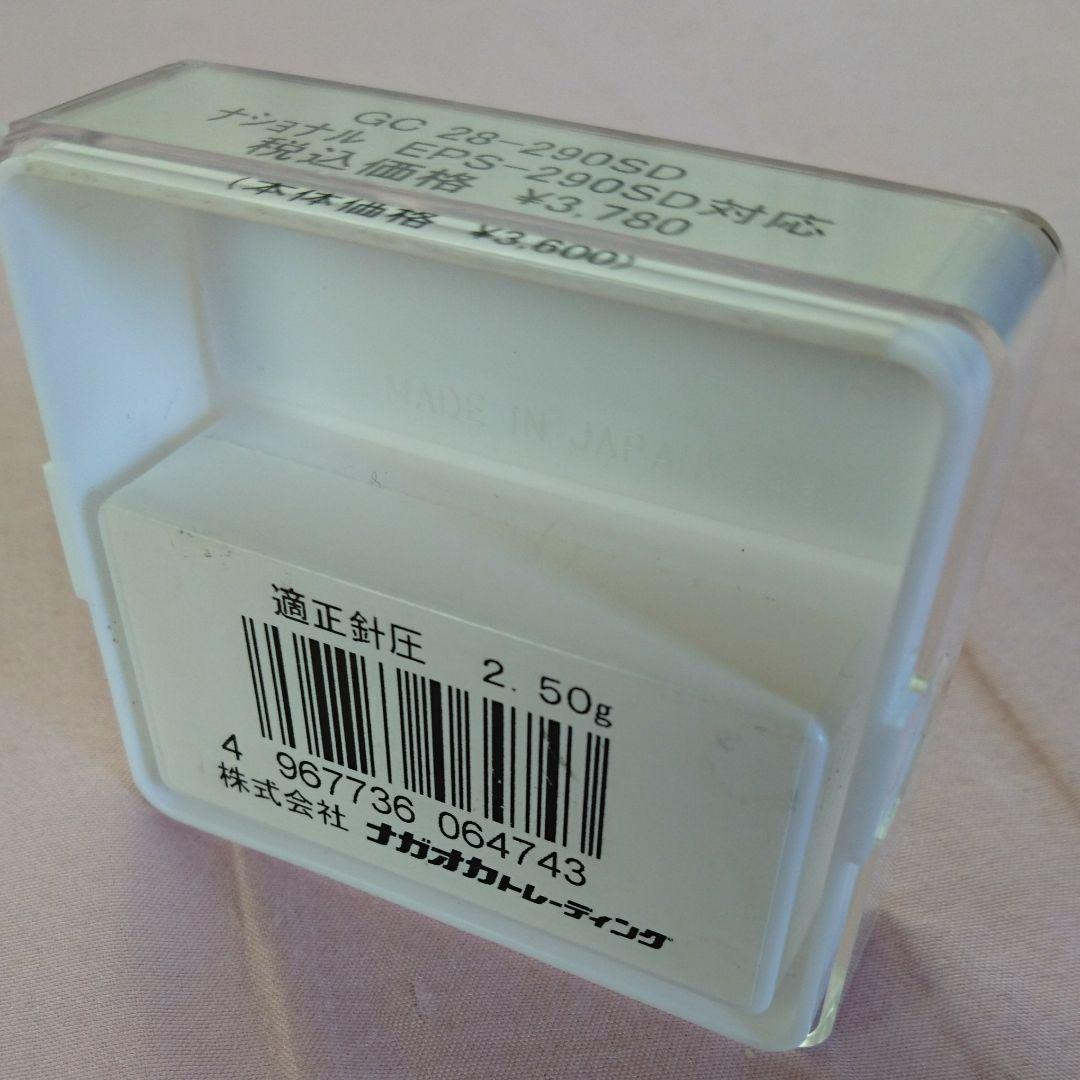 GC 28-290SD
ナショナル EPS-290SD対応
税込価格 ¥3,780
(本体価格 ¥3,600)
MADE IN JAPAN
適正針圧 2.50g
4 967736 064743
株式会社 ナガオカトレーディング